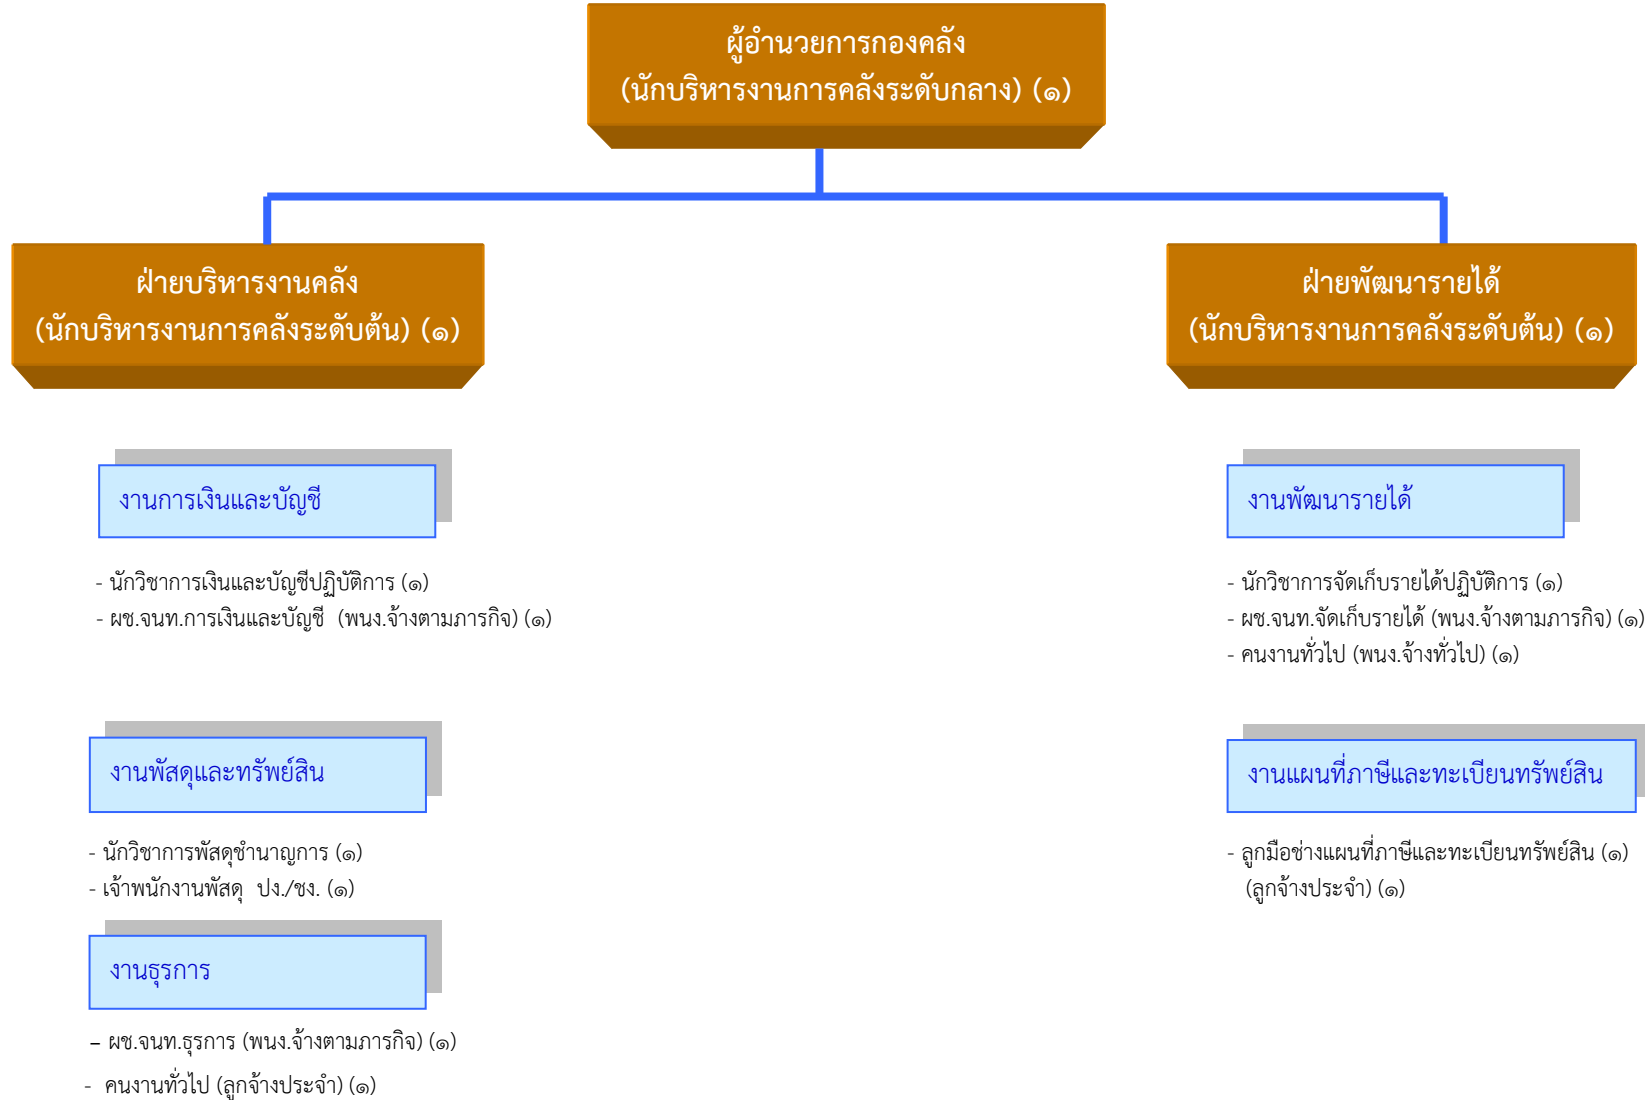 ผู้อำนวยการกองคลัง
(นักบริหารงานการคลังระดับกลาง) (๑)
ฝ่ายบริหารงานคลัง
(นักบริหารงานการคลังระดับต้น) (๑)
งานการเงินและบัญชี
- นักวิชาการเงินและบัญชีปฏิบัติการ (๑)
- ผช.จนท.การเงินและบัญชี (พนง.จ้างตามภารกิจ) (๑)
งานพัสดุและทรัพย์สิน
- นักวิชาการพัสดุชำนาญการ (๑)
- เจ้าพนักงานพัสดุ ปง./ชง. (๑)
งานธุรการ
– ผช.จนท.ธุรการ (พนง.จ้างตามภารกิจ) (๑)
- คนงานทั่วไป (ลูกจ้างประจำ) (๑)
ฝ่ายพัฒนารายได้
(นักบริหารงานการคลังระดับต้น) (๑)
งานพัฒนารายได้
- นักวิชาการจัดเก็บรายได้ปฏิบัติการ (๑)
- ผช.จนท.จัดเก็บรายได้ (พนง.จ้างตามภารกิจ) (๑)
- คนงานทั่วไป (พนง.จ้างทั่วไป) (๑)
งานแผนที่ภาษีและทะเบียนทรัพย์สิน
- ลูกมือช่างแผนที่ภาษีและทะเบียนทรัพย์สิน (๑)
(ลูกจ้างประจำ) (๑)